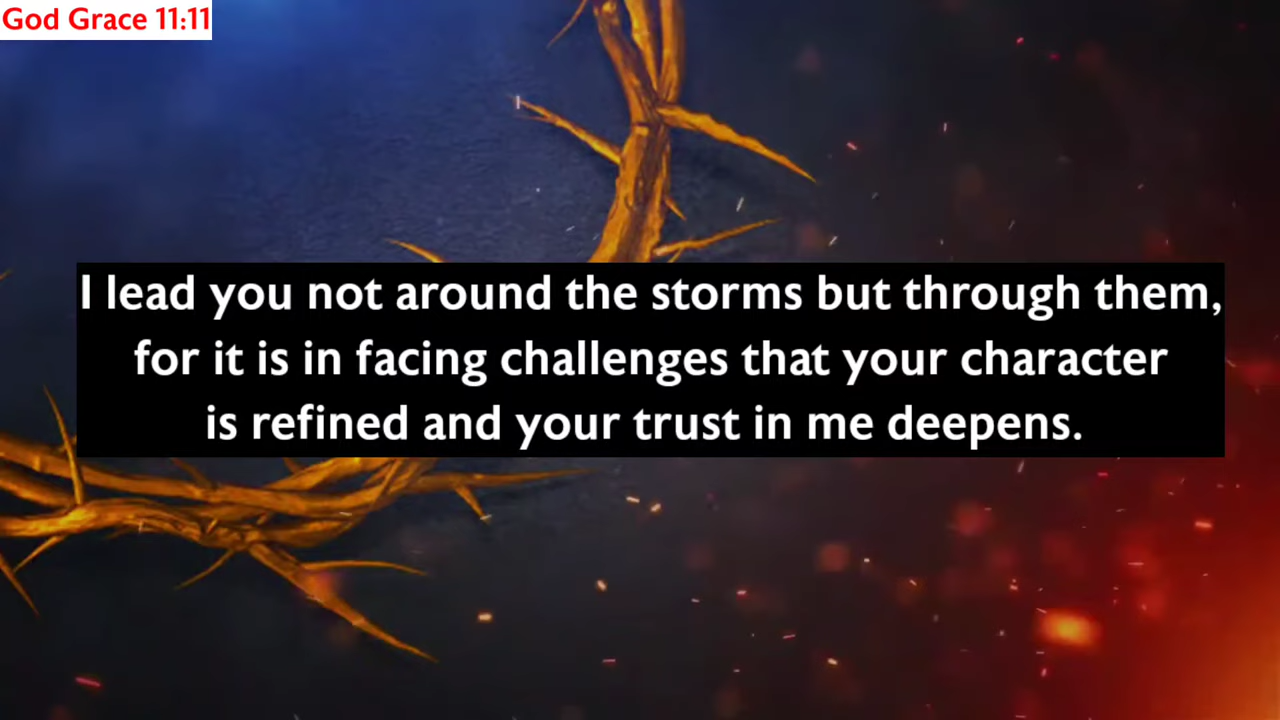 God Grace 11:11
I lead you not around the storms but through them,
for it is in facing challenges that your character
is refined and your trust in me deepens.